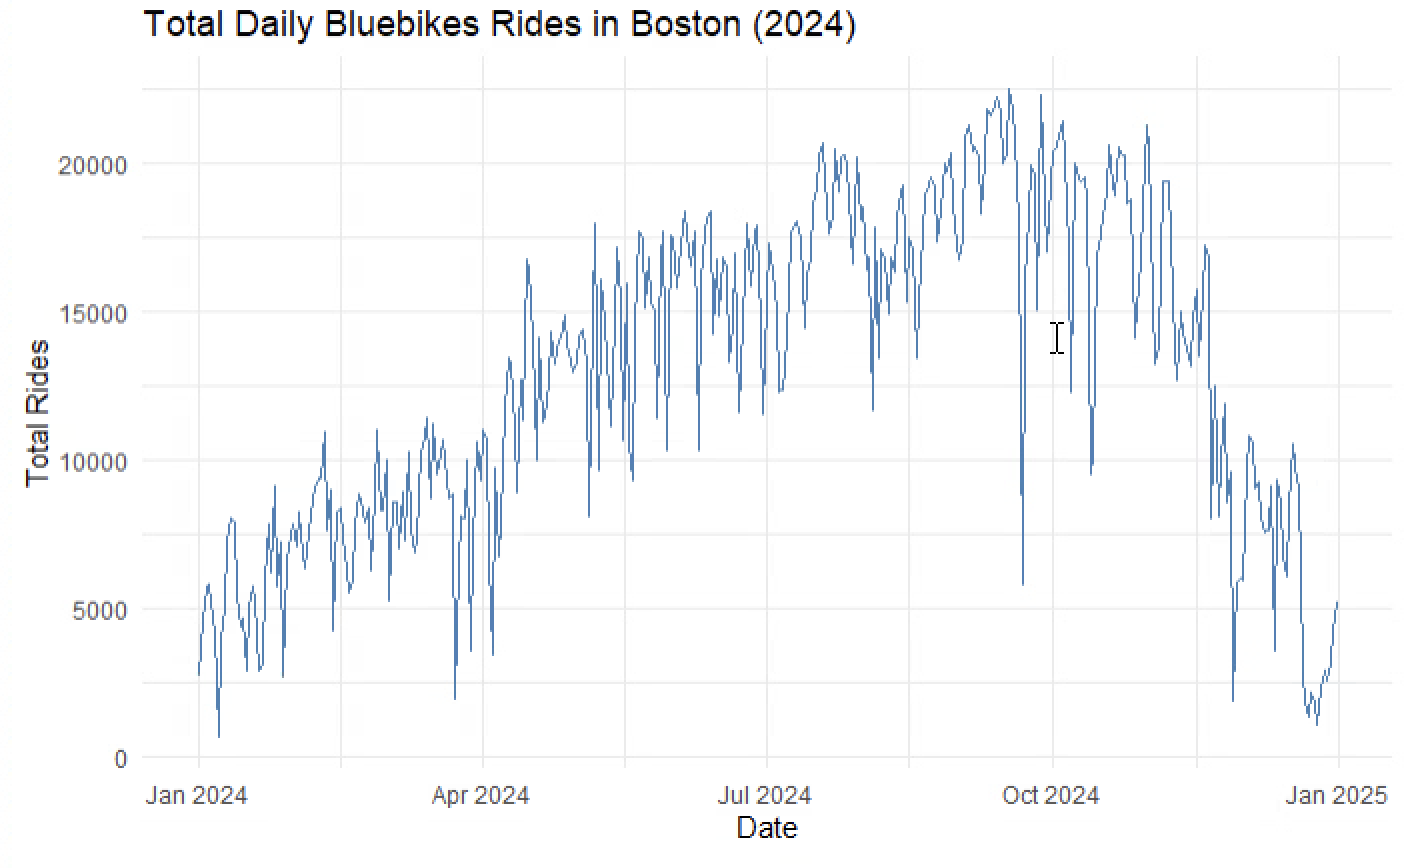 Total Daily Bluebikes Rides in Boston (2024)
20000
15000
10000
5000
0
Total Rides
Jan 2024 Apr 2024 Jul 2024 Oct 2024 Jan 2025
Date